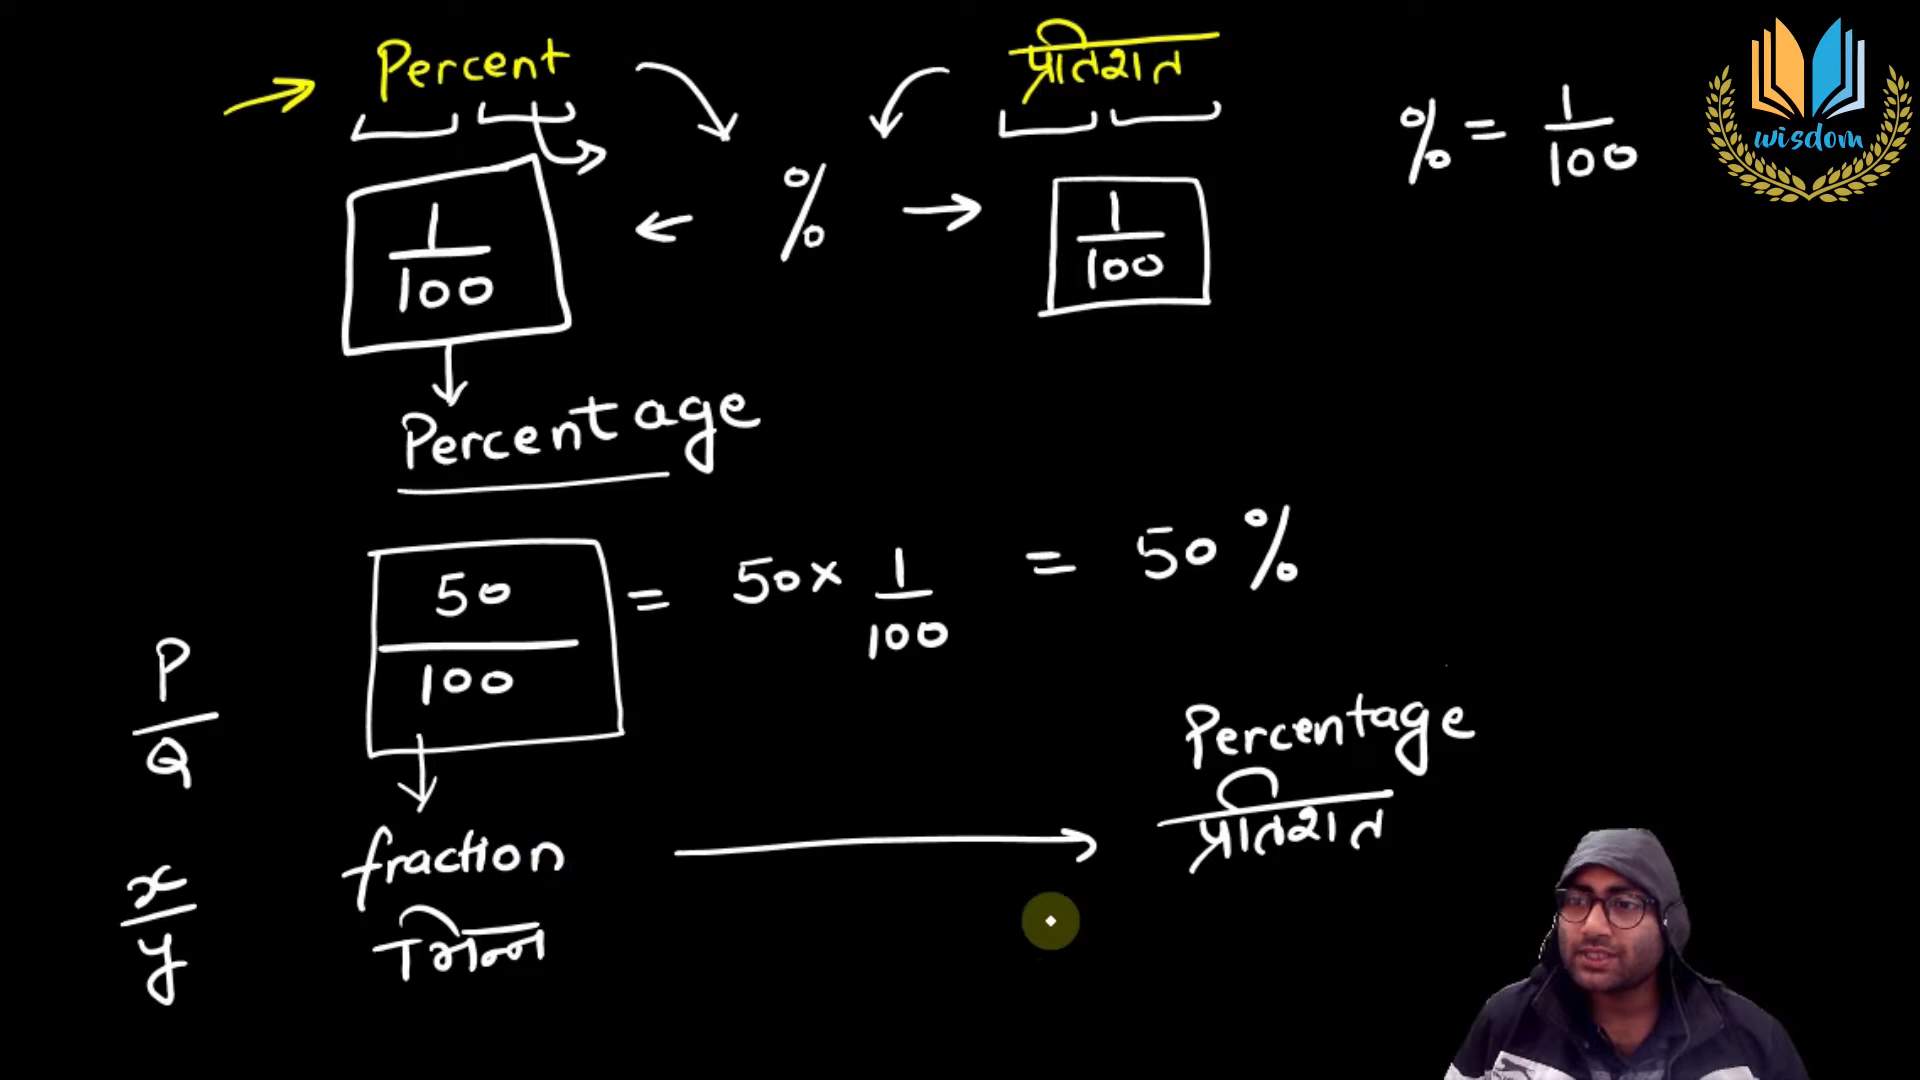 Percent
प्रतिशत
% = 1/100
wisdom
1/100
%
1/100
Percentage
50/100 = 50 × 1/100 = 50%
P/Q
Percentage
प्रतिशत
fraction
x/y
भिन्न